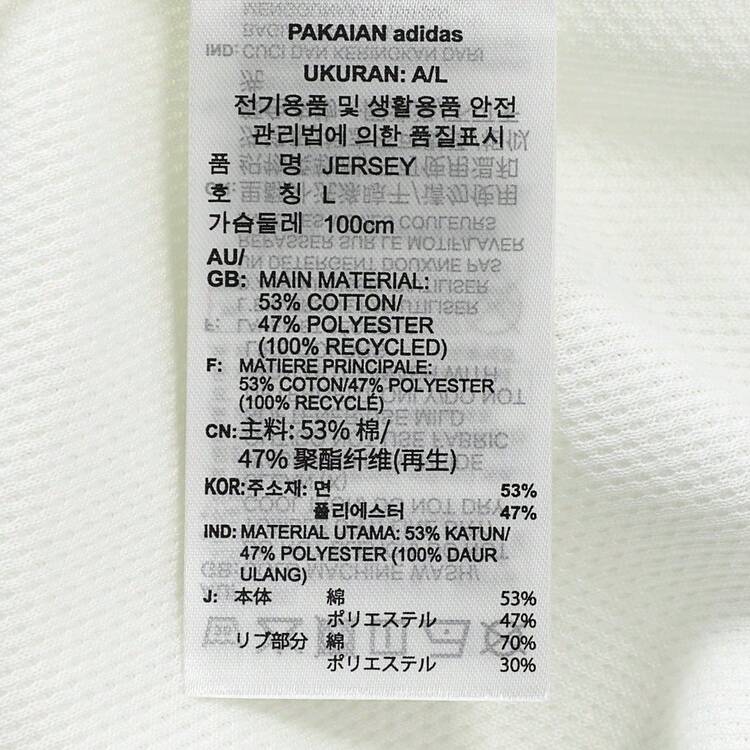 PAKAIAN adidas
UKURAN: A/L
전기용품 및 생활용품 안전
관리법에 의한 품질표시
품 명 JERSEY
호 칭 L
가슴둘레 100cm
AU/
GB: MAIN MATERIAL:
53% COTTON/
47% POLYESTER
(100% RECYCLED)
F: MATIERE PRINCIPALE:
53% COTON/47% POLYESTER
(100% RECYCLÉ)
CN: 主料: 53% 棉/
47% 聚酯纤维(再生)
KOR: 주소재: 면 53%
폴리에스터 47%
IND: MATERIAL UTAMA: 53% KATUN/
47% POLYESTER (100% DAUR
ULANG)
J: 本体 綿 53%
ポリエステル 47%
リブ部分 綿 70%
ポリエステル 30%